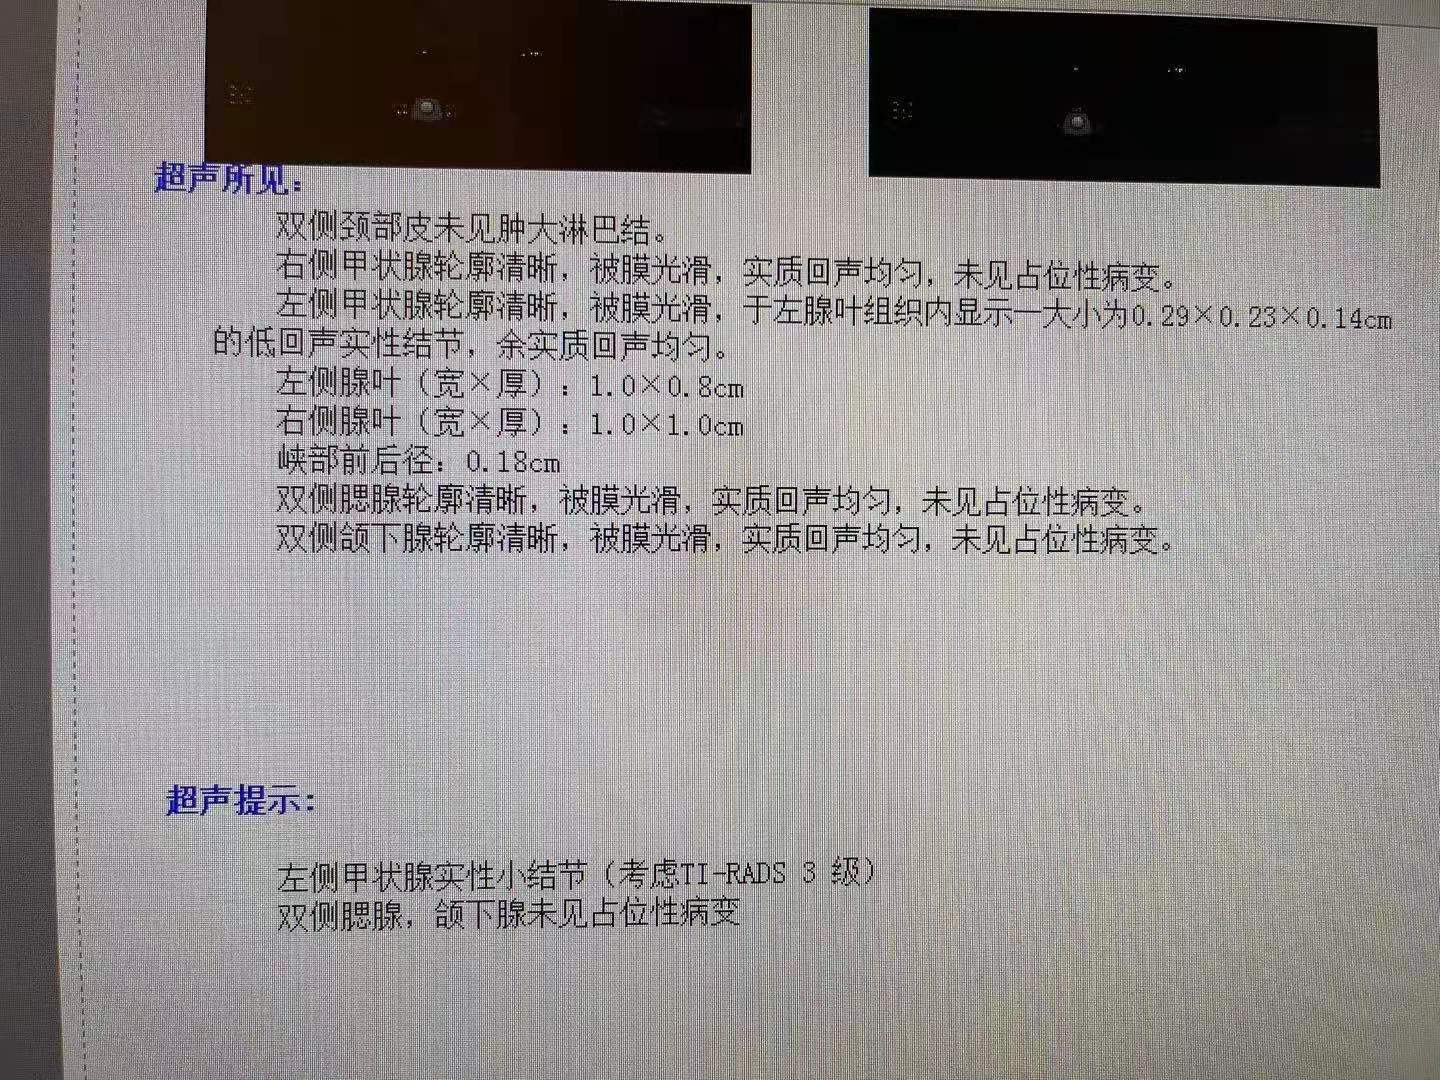 超声所见：
双侧颈部皮未见肿大淋巴结。
右侧甲状腺轮廓清晰，被膜光滑，实质回声均匀，未见占位性病变。
左侧甲状腺轮廓清晰，被膜光滑，于左腺叶组织内显示一大小为0.29×0.23×0.14cm
的低回声实性结节，余实质回声均匀。
左侧腺叶（宽×厚）：1.0×0.8cm
右侧腺叶（宽×厚）：1.0×1.0cm
峡部前后径：0.18cm
双侧腮腺轮廓清晰，被膜光滑，实质回声均匀，未见占位性病变。
双侧颌下腺轮廓清晰，被膜光滑，实质回声均匀，未见占位性病变。
超声提示：
左侧甲状腺实性小结节（考虑TI-RADS 3 级）
双侧腮腺，颌下腺未见占位性病变